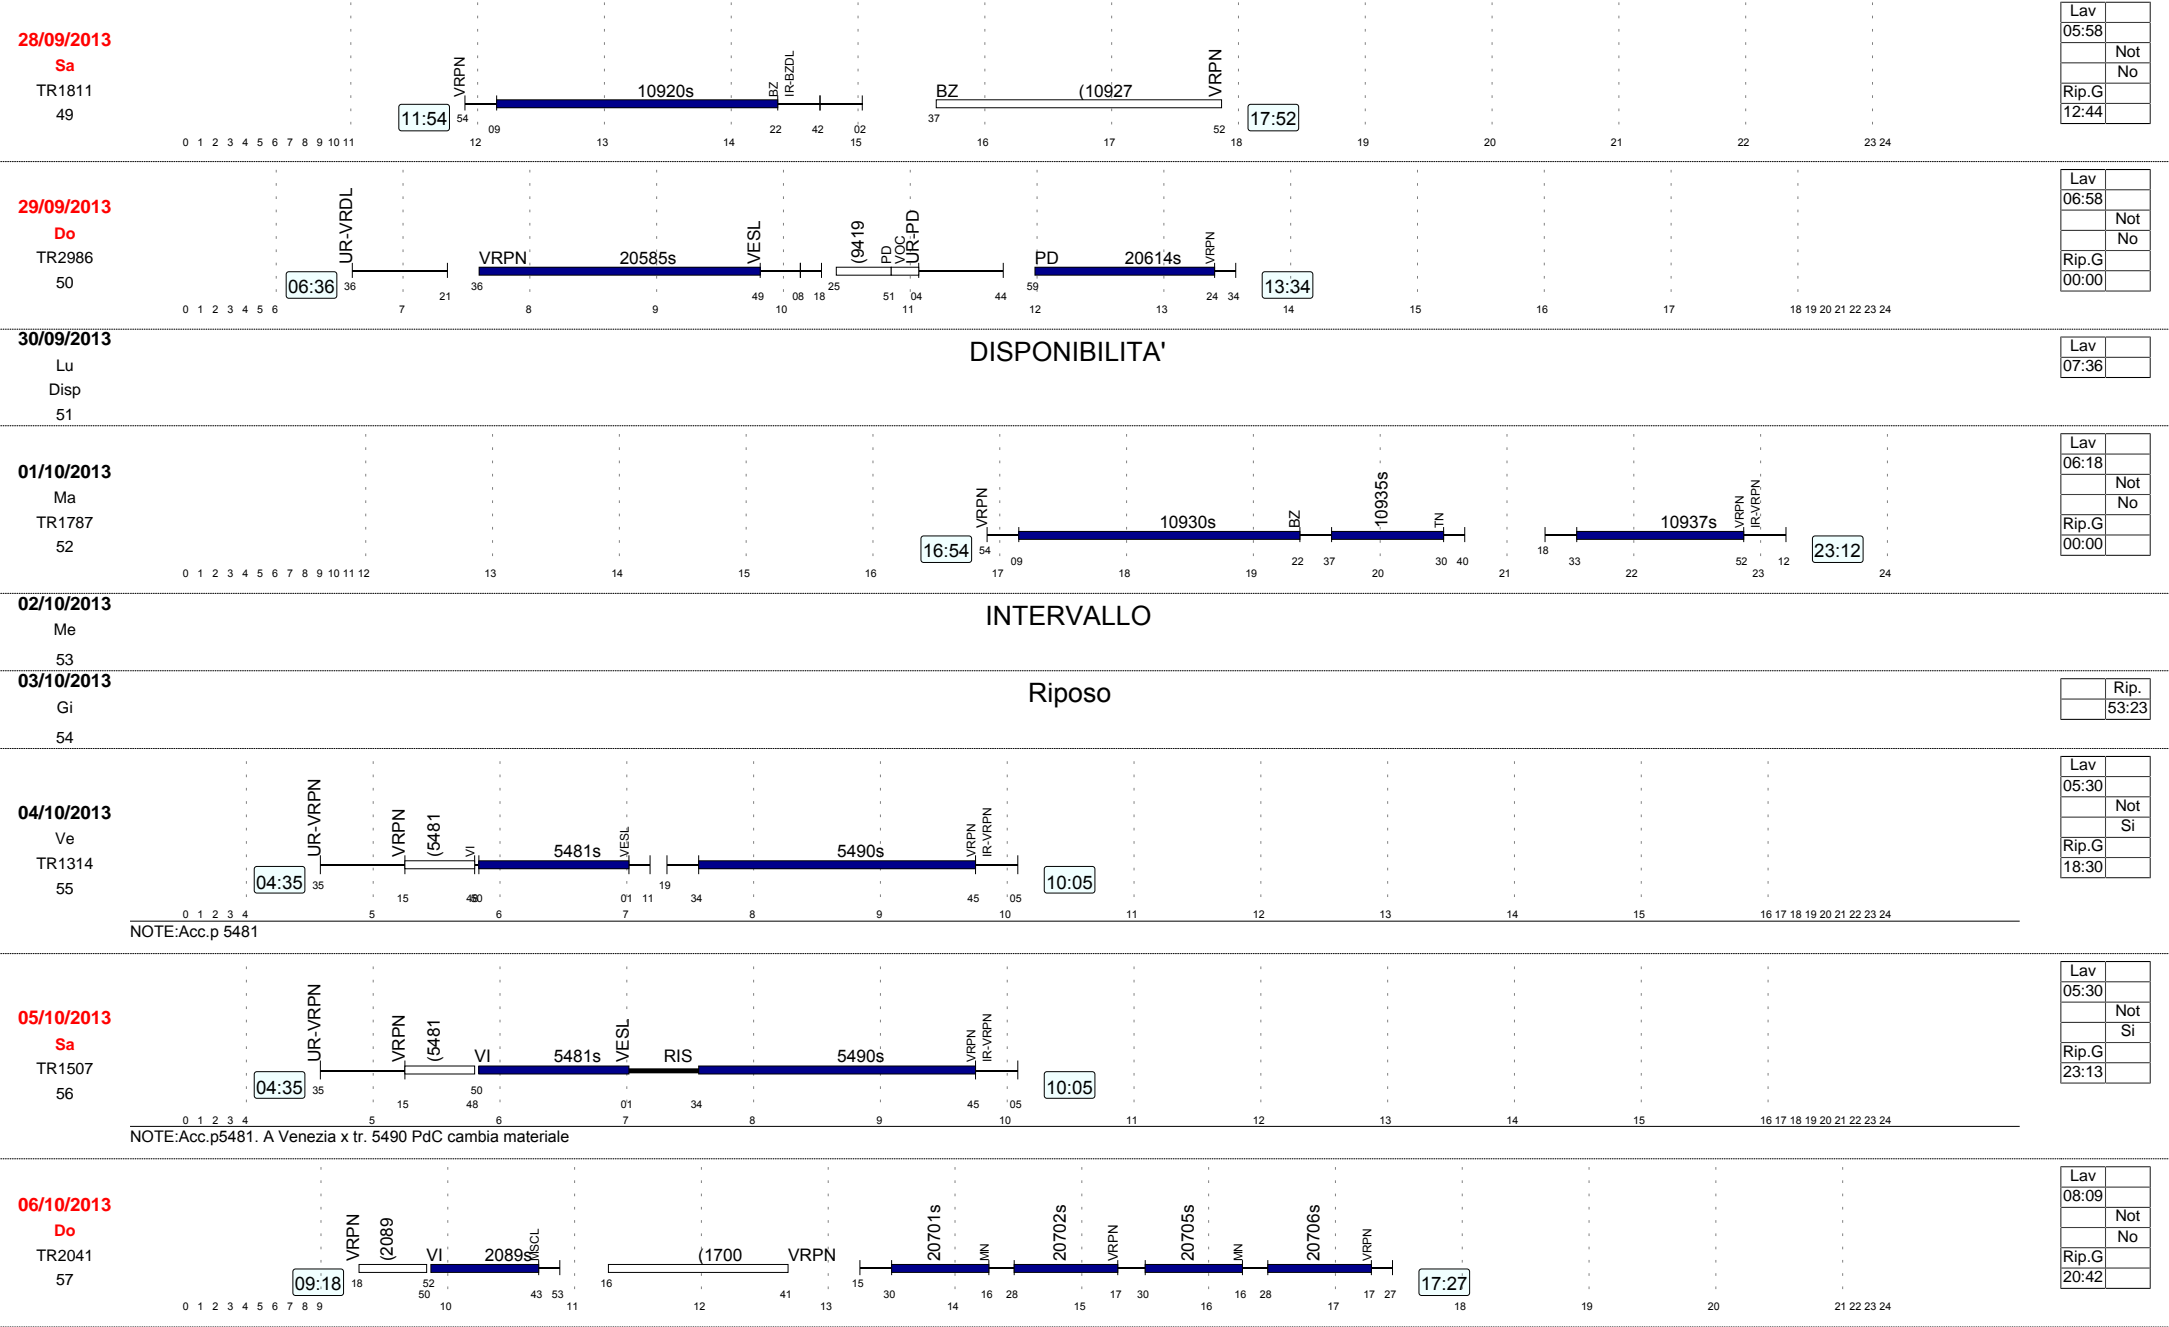 28/09/2013
Sa
TR1811
49
11:54
VRPN 10920s BZ IR-BZDL BZ (10927 VRPN
54 09 22 42 02 37 52
17:52
0 1 2 3 4 5 6 7 8 9 10 11 12 13 14 15 16 17 18 19 20 21 22 23 24
Lav
05:58
Not
No
Rip.G
12:44
29/09/2013
Do
TR2986
50
06:36
UR-VRDL VRPN 20585s VESL (9419 PD VOC UR-PD PD 20614s VRPN
36 21 36 49 08 18 25 51 04 44 59 24 34
13:34
0 1 2 3 4 5 6 7 8 9 10 11 12 13 14 15 16 17 18 19 20 21 22 23 24
Lav
06:58
Not
No
Rip.G
00:00
30/09/2013
Lu
Disp
51
DISPONIBILITA'
Lav
07:36
01/10/2013
Ma
TR1787
52
16:54
VRPN 10930s BZ 10935s TN 10937s VRPN IR-VRPN
54 09 22 37 30 40 18 33 52 12
23:12
0 1 2 3 4 5 6 7 8 9 10 11 12 13 14 15 16 17 18 19 20 21 22 23 24
Lav
06:18
Not
No
Rip.G
00:00
02/10/2013
Me
53
INTERVALLO
03/10/2013
Gi
54
Riposo
Rip.
53:23
04/10/2013
Ve
TR1314
55
04:35
UR-VRPN VRPN (5481 VI 5481s VESL 5490s VRPN IR-VRPN
35 15 48 50 01 11 19 34 45 05
10:05
0 1 2 3 4 5 6 7 8 9 10 11 12 13 14 15 16 17 18 19 20 21 22 23 24
NOTE:Acc.p 5481
Lav
05:30
Not
Si
Rip.G
18:30
05/10/2013
Sa
TR1507
56
04:35
UR-VRPN VRPN (5481 VI 5481s VESL RIS 5490s VRPN IR-VRPN
35 15 48 50 01 34 45 05
10:05
0 1 2 3 4 5 6 7 8 9 10 11 12 13 14 15 16 17 18 19 20 21 22 23 24
NOTE:Acc.p5481. A Venezia x tr. 5490 PdC cambia materiale
Lav
05:30
Not
Si
Rip.G
23:13
06/10/2013
Do
TR2041
57
09:18
VRPN (2089 VI 2089s MSCL (1700 VRPN 20701s MN 20702s VRPN 20705s MN 20706s VRPN
18 50 52 43 53 16 41 15 30 16 28 17 30 16 28 17 27
17:27
0 1 2 3 4 5 6 7 8 9 10 11 12 13 14 15 16 17 18 19 20 21 22 23 24
Lav
08:09
Not
No
Rip.G
20:42